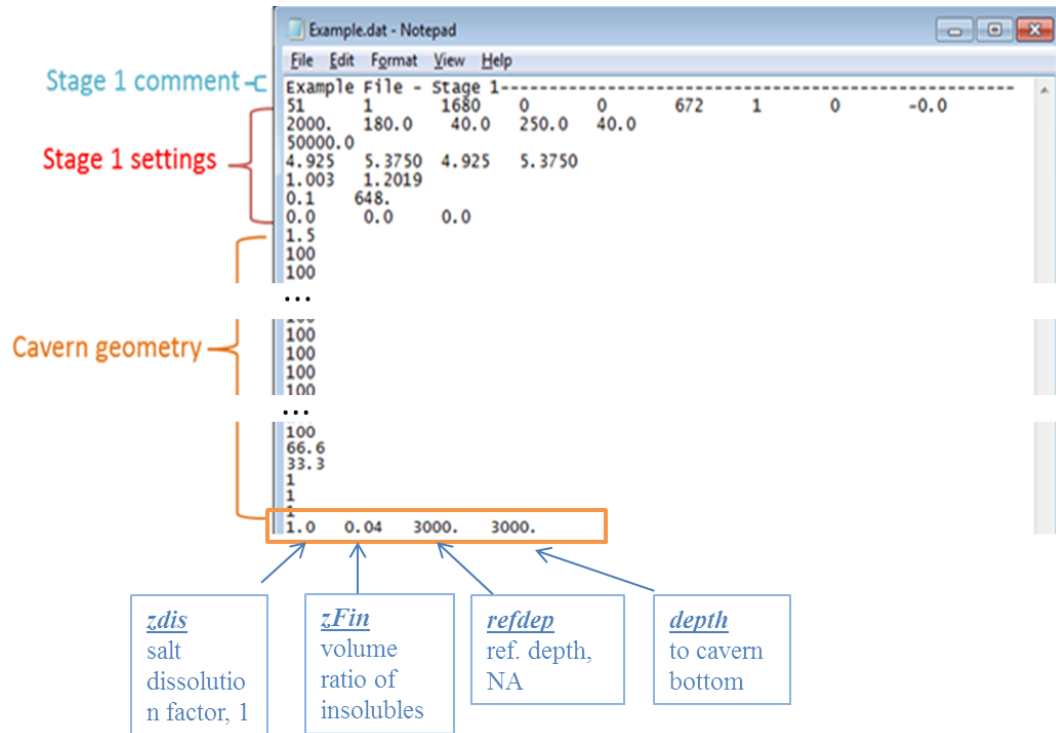 Example.dat - Notepad
File Edit Format View Help
Stage 1 comment
Example File - Stage 1----------------------------------------------------------------
51 1 1680 0 0 672 1 0 -0.0
2000. 180.0 40.0 250.0 40.0
50000.0
Stage 1 settings
4.925 5.3750 4.925 5.3750
1.003 1.2019
0.1 648.
0.0 0.0 0.0
1.5
100
100
...
Cavern geometry
100
100
100
100
...
100
66.6
33.3
1
1
1
1.0 0.04 3000. 3000.
zdis
salt
dissolutio
n factor, 1
zFin
volume
ratio of
insolubles
refdep
ref. depth,
NA
depth
to cavern
bottom